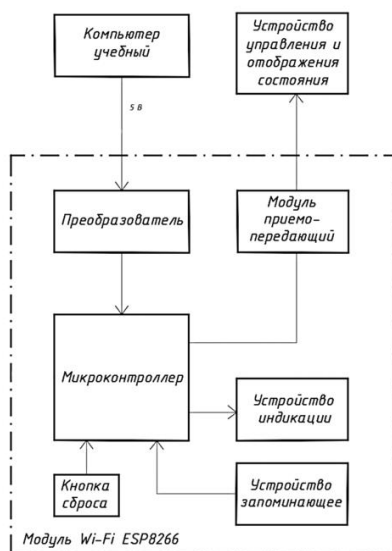 Компьютер
учебный
Устройство
управления и
отображения
состояния
5 В
Преобразователь
Модуль
приемо-
передающий
Микроконтроллер
Устройство
индикации
Кнопка
сброса
Устройство
запоминающее
Модуль Wi-Fi ESP8266